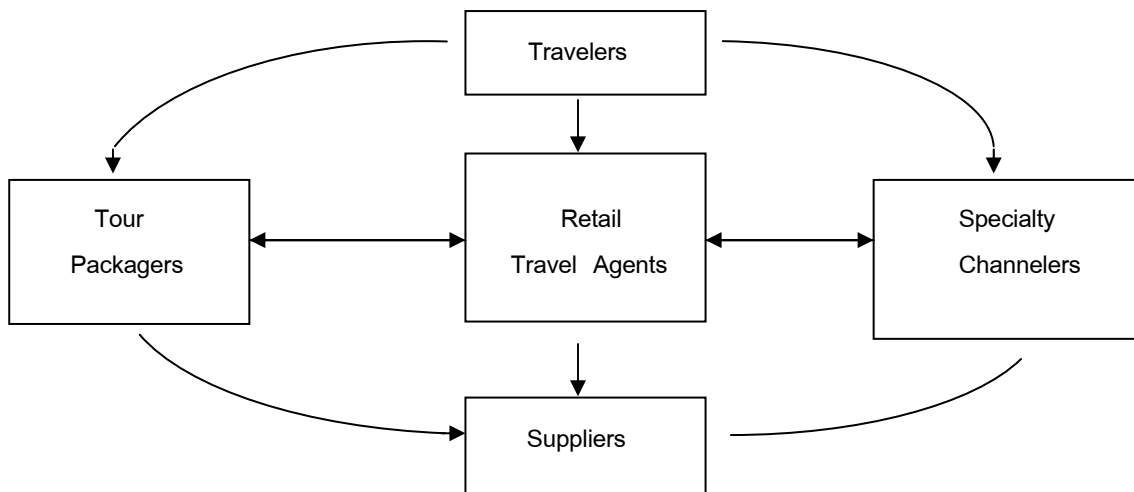 Travelers
Tour
Packagers
Retail
Travel Agents
Specialty
Channelers
Suppliers